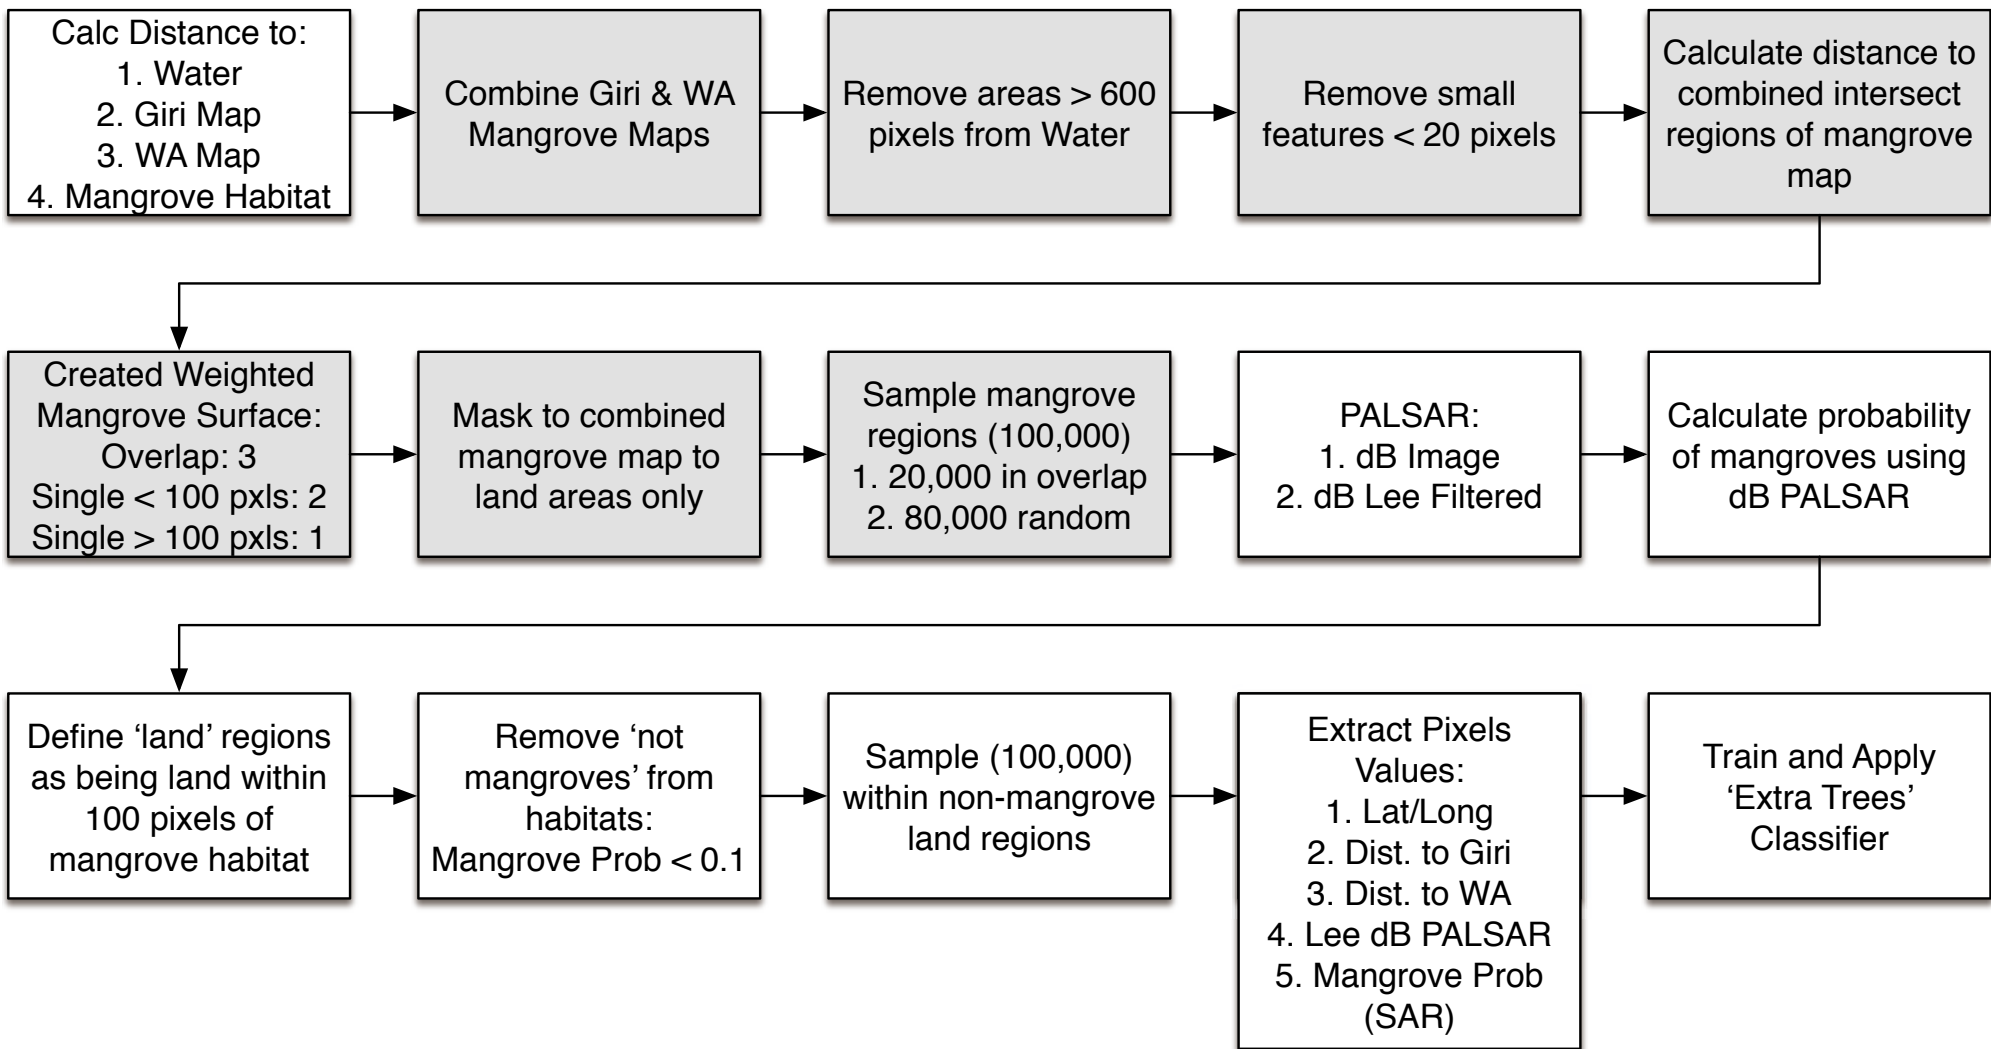 Calc Distance to:
1. Water
2. Giri Map
3. WA Map
4. Mangrove Habitat
Combine Giri & WA
Mangrove Maps
Remove areas > 600
pixels from Water
Remove small
features < 20 pixels
Calculate distance to
combined intersect
regions of mangrove
map
Created Weighted
Mangrove Surface:
Overlap: 3
Single < 100 pxls: 2
Single > 100 pxls: 1
Mask to combined
mangrove map to
land areas only
Sample mangrove
regions (100,000)
1. 20,000 in overlap
2. 80,000 random
PALSAR:
1. dB Image
2. dB Lee Filtered
Calculate probability
of mangroves using
dB PALSAR
Define ‘land’ regions
as being land within
100 pixels of
mangrove habitat
Remove ‘not
mangroves’ from
habitats:
Mangrove Prob < 0.1
Sample (100,000)
within non-mangrove
land regions
Extract Pixels
Values:
1. Lat/Long
2. Dist. to Giri
3. Dist. to WA
4. Lee dB PALSAR
5. Mangrove Prob
(SAR)
Train and Apply
‘Extra Trees’
Classifier